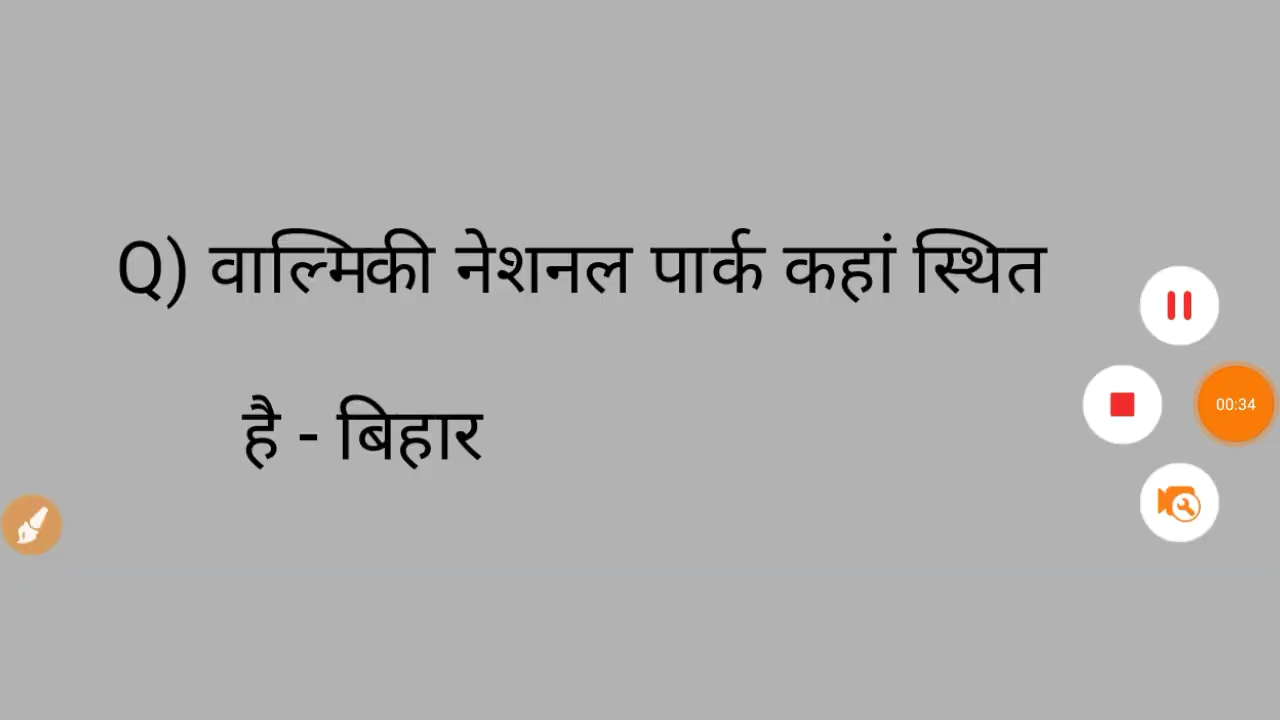 Q) वाल्मिकी नेशनल पार्क कहां स्थित
है - बिहार
00:34